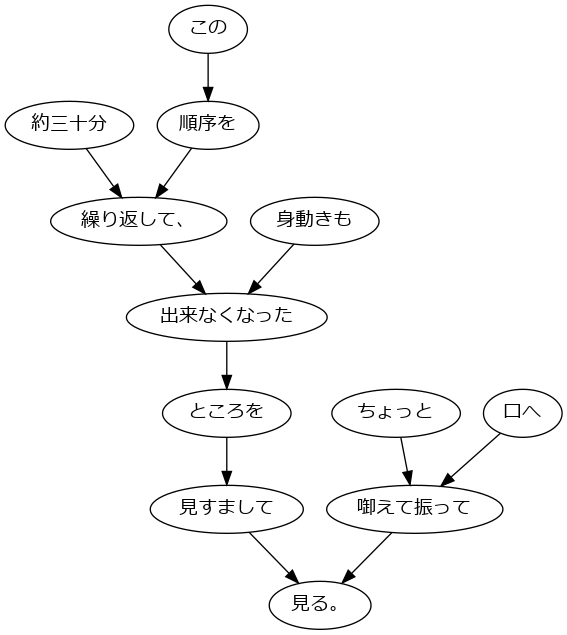 この
約三十分
順序を
繰り返して、
身動きも
出来なくなった
ところを
ちょっと
口へ
見すまして
啣えて振って
見る。